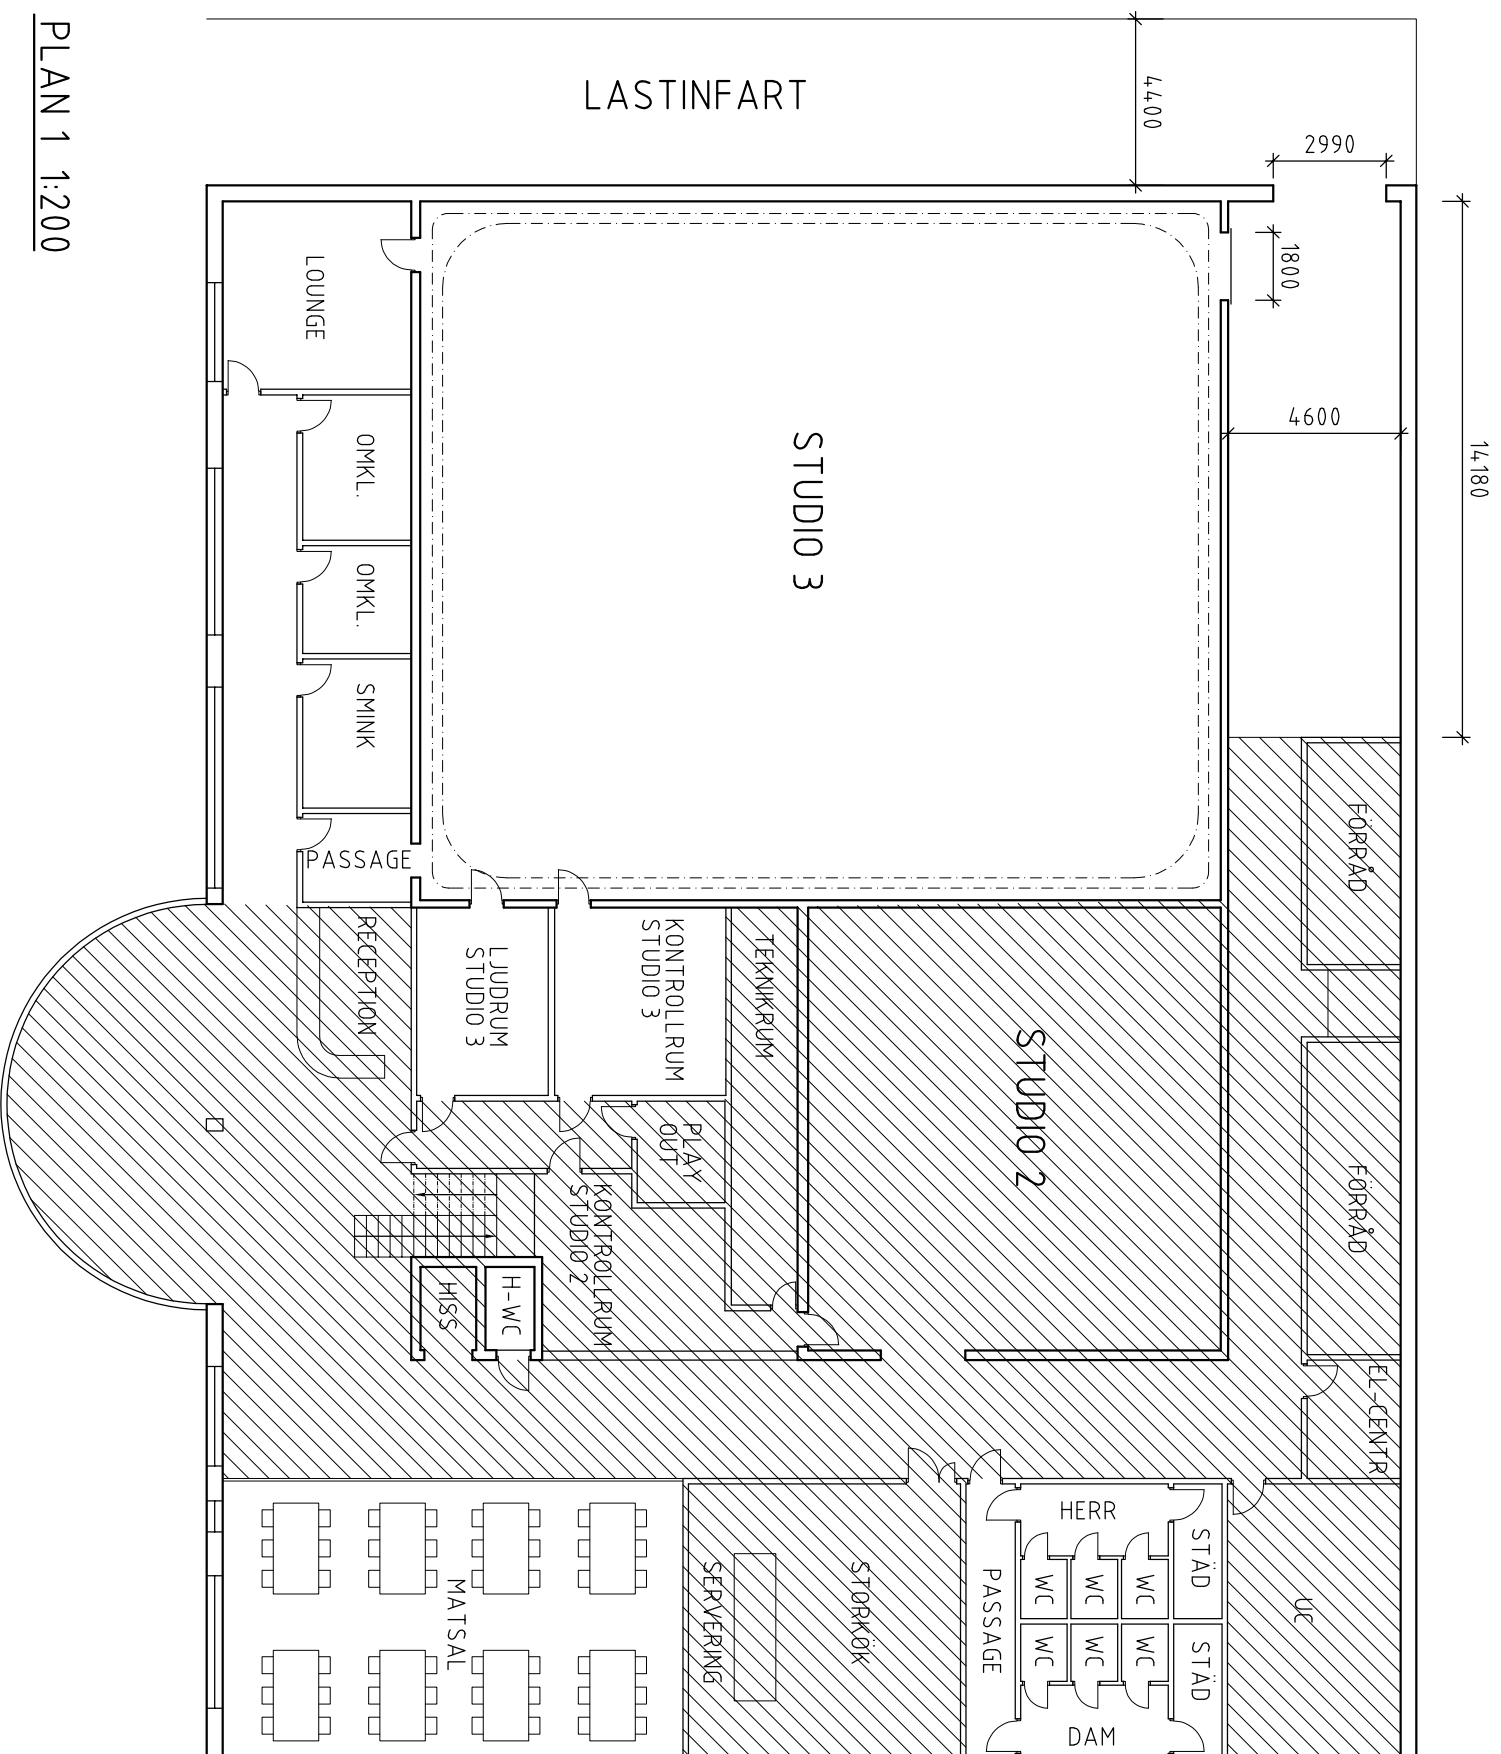 PLAN 1 1:200
LASTINFART
4400
2990
1800
4600
14180
LOUNGE
OMKL.
OMKL.
SMINK
PASSAGE
STUDIO 3
FÖRRÅD
RECEPTION
LJUDRUM
STUDIO 3
KONTROLLRUM
STUDIO 3
TEKNIKRUM
STUDIO 2
PLAY
OUT
KONTROLLRUM
STUDIO 2
FÖRRÅD
HISS
H-WC
EL-CENTR
MATSAL
SERVERING
STORKÖK
PASSAGE
HERR
STÄD
WC
WC
WC
WC
WC
WC
STÄD
DAM
UC